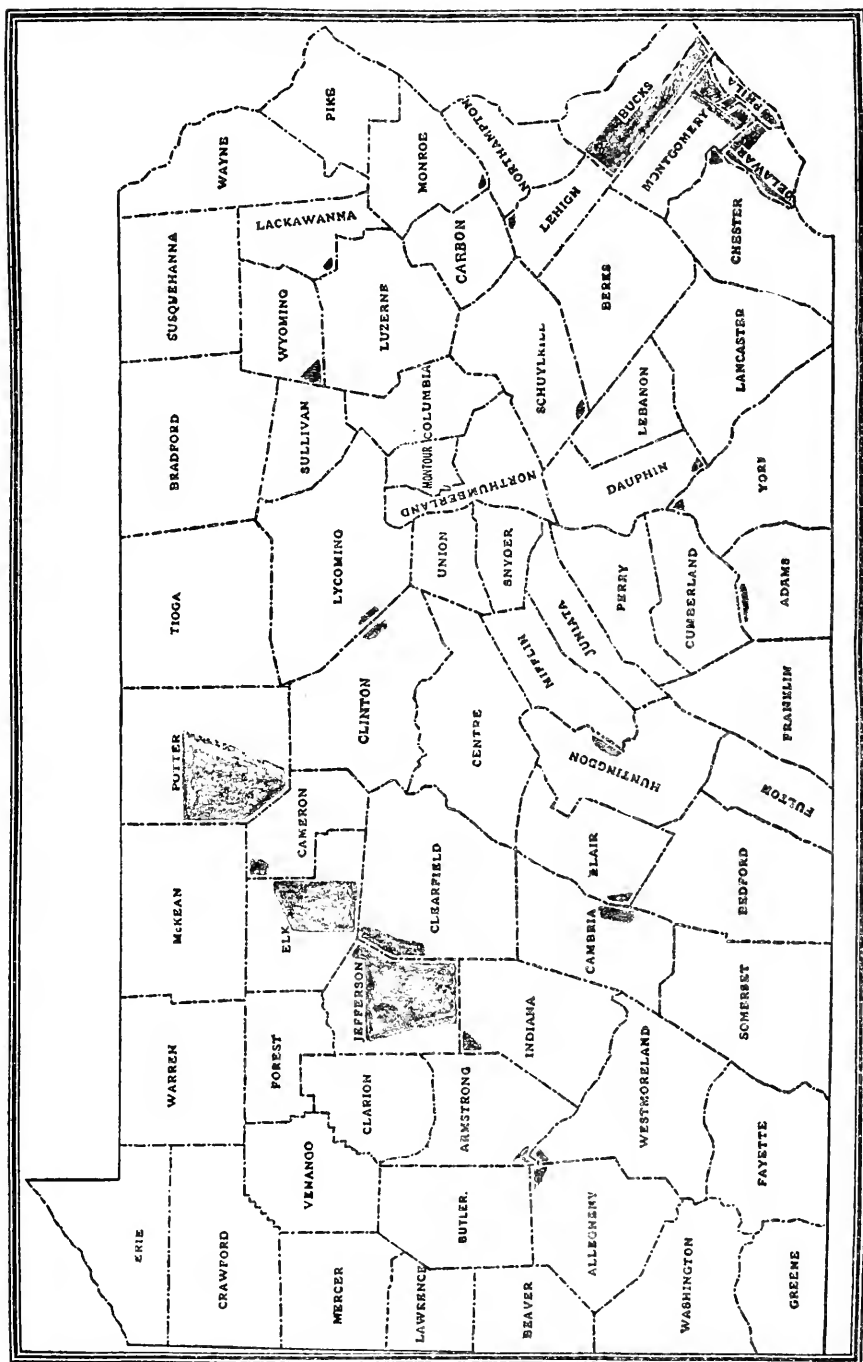 ERIE
CRAWFORD
MERCER
LAWRENCE
BEAVER
WASHINGTON
GREENE
WARREN
FOREST
VENANGO
CLARION
BUTLER.
ARMSTRONG
ALLEGHENY
WESTMORELAND
FAYETTE
McKEAN
ELK
JEFFERSON
CLEARFIELD
INDIANA
CAMBRIA
SOMERSET
POTTER
CAMERON
CLINTON
CENTRE
BLAIR
HUNTINGDON
BEDFORD
FULTON
FRANKLIN
TIOGA
LYCOMING
UNION
SNYDER
MIFFLIN
JUNIATA
PERRY
CUMBERLAND
ADAMS
BRADFORD
SULLIVAN
MONTOUR
COLUMBIA
NORTHUMBERLAND
DAUPHIN
LEBANON
YORK
SUSQUEHANNA
WYOMING
LACKAWANNA
LUZERNE
SCHUYLKILL
CARBON
BERKS
LANCASTER
WAYNE
PIKE
MONROE
NORTHAMPTON
LEHIGH
BUCKS
MONTGOMERY
PHILA
DELAWAR
CHESTER